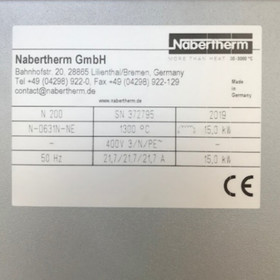 Nabertherm
MORE THAN HEAT 30-3000 °C
Nabertherm GmbH
Bahnhofstr. 20, 28865 Lilienthal/Bremen, Germany
Tel +49 (04298) 922-0, Fax +49 (04298) 922-129
contact@nabertherm.de
Made
in
Germany
www.nabertherm.de
N 200 SN 372795 2019
N-0631N-NE 1300 °C 15,0 kW
- 400V 3/N/PE~ -
50 Hz 21,7/21,7/21,7 A 15,0 kW
CE